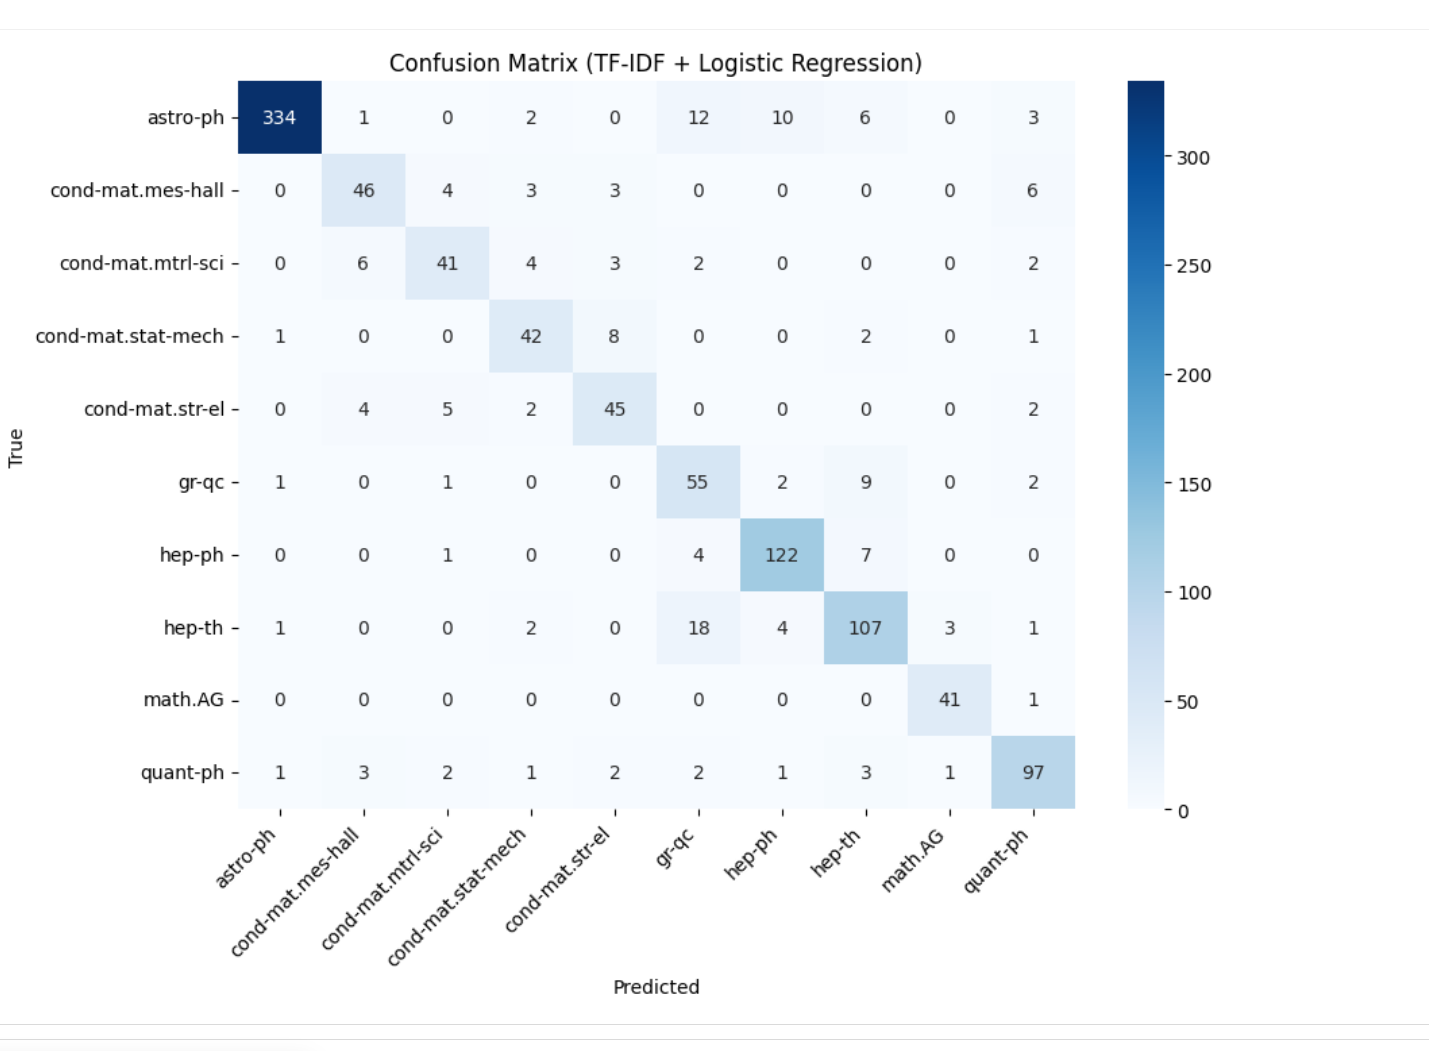 Confusion Matrix (TF-IDF + Logistic Regression)
astro-ph 334 1 0 2 0 12 10 6 0 3
cond-mat.mes-hall 0 46 4 3 3 0 0 0 0 6
cond-mat.mtrl-sci 0 6 41 4 3 2 0 0 0 2
cond-mat.stat-mech 1 0 0 42 8 0 0 2 0 1
cond-mat.str-el 0 4 5 2 45 0 0 0 0 2
gr-qc 1 0 1 0 0 55 2 9 0 2
hep-ph 0 0 1 0 0 4 122 7 0 0
hep-th 1 0 0 2 0 18 4 107 3 1
math.AG 0 0 0 0 0 0 0 0 41 1
quant-ph 1 3 2 1 2 2 1 3 1 97
True
astro-ph
cond-mat.mes-hall
cond-mat.mtrl-sci
cond-mat.stat-mech
cond-mat.str-el
gr-qc
hep-ph
hep-th
math.AG
quant-ph
Predicted
300
250
200
150
100
50
0